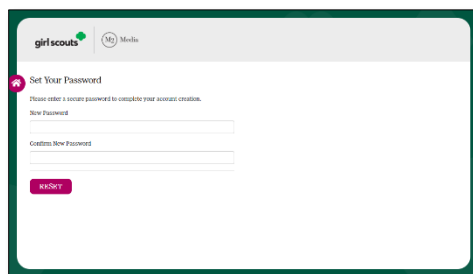 girl scouts
M2 Media
Set Your Password
Please enter a secure password to complete your account creation.
New Password
Confirm New Password
RESET